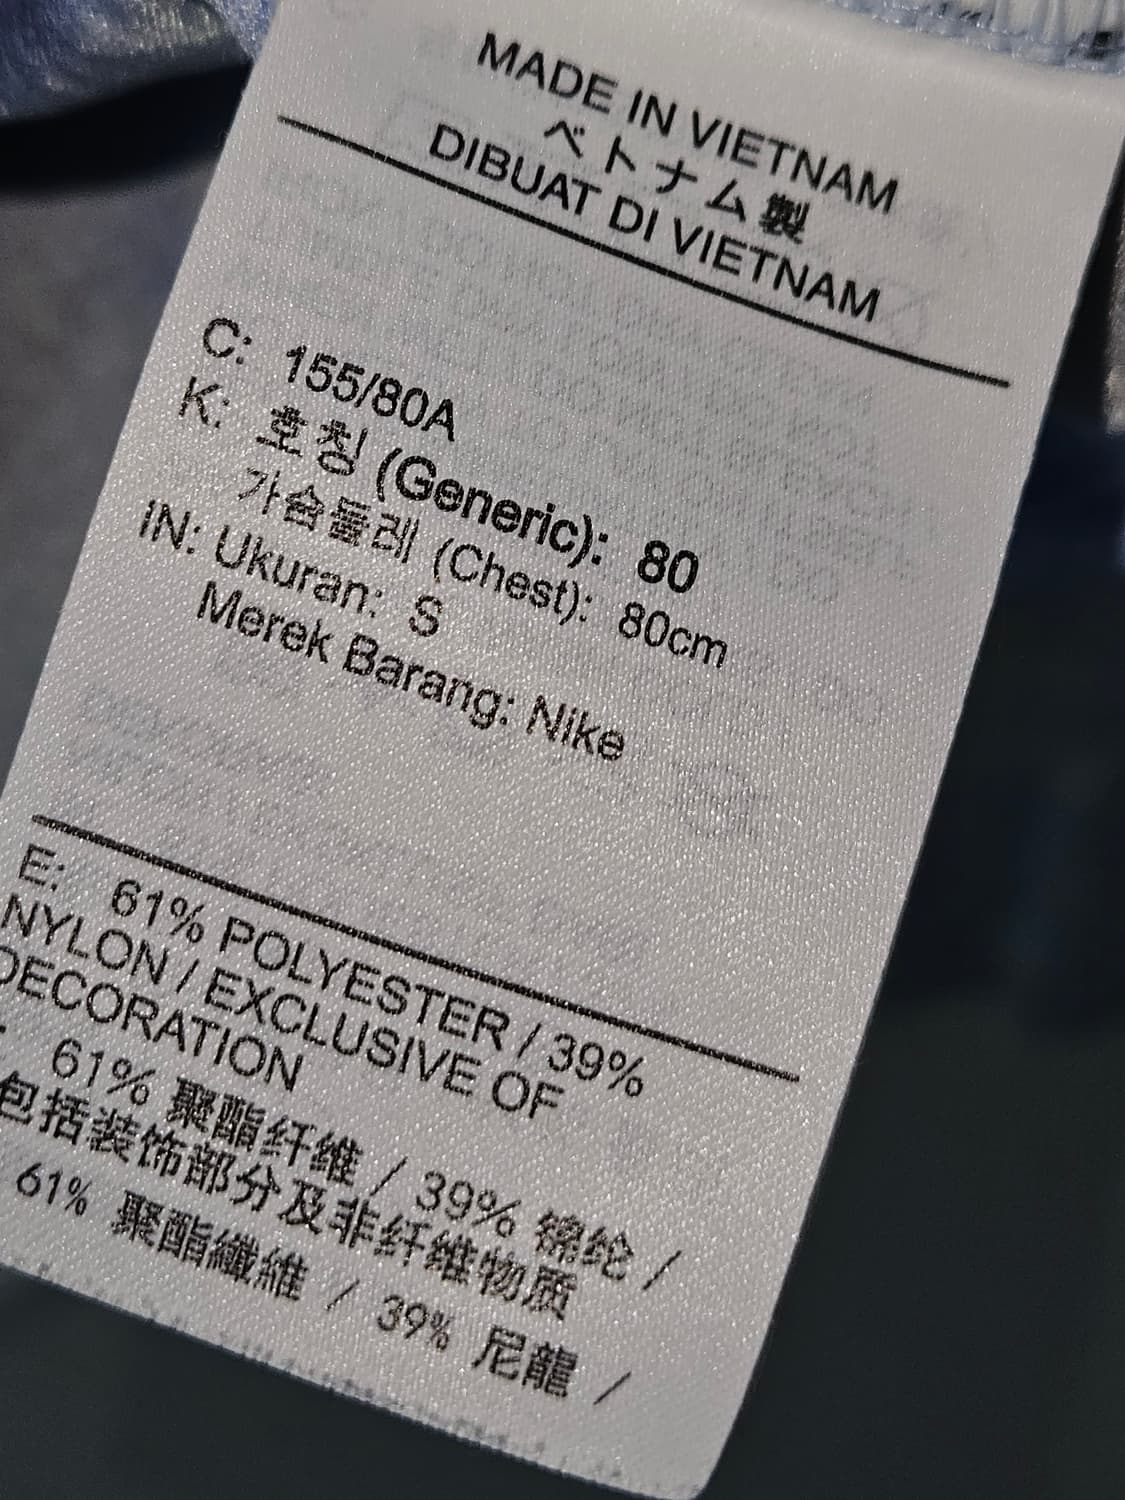 MADE IN VIETNAM
ベトナム製
DIBUAT DI VIETNAM
C: 155/80A
K: 호칭 (Generic): 80
가슴둘레 (Chest): 80cm
IN: Ukuran: S
Merek Barang: Nike
E: 61% POLYESTER / 39%
NYLON / EXCLUSIVE OF
DECORATION
61% 聚酯纤维 / 39% 锦纶 /
包括装饰部分及非纤维物质
61% 聚酯纖維 / 39% 尼龍 /